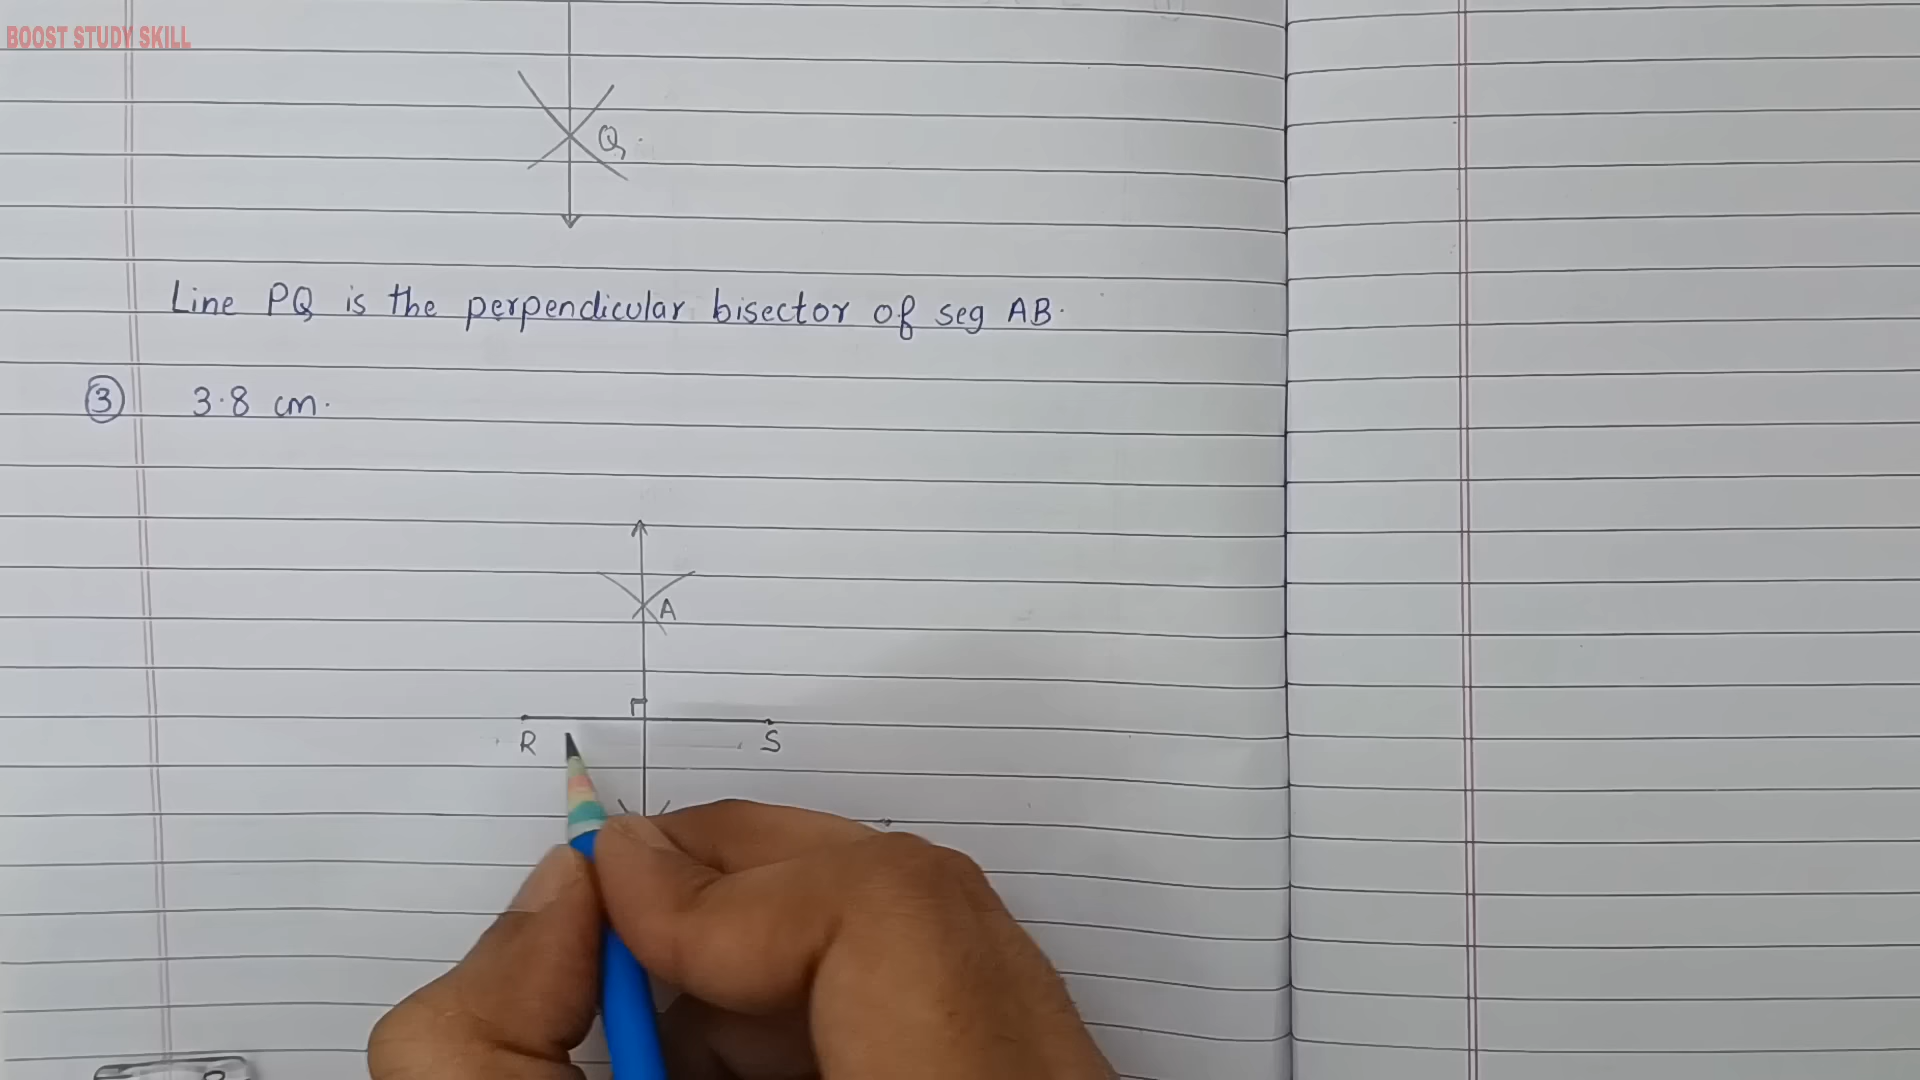 BOOST STUDY SKILL
Q
Line PQ is the perpendicular bisector of seg AB.
3 3.8 cm.
A
R S